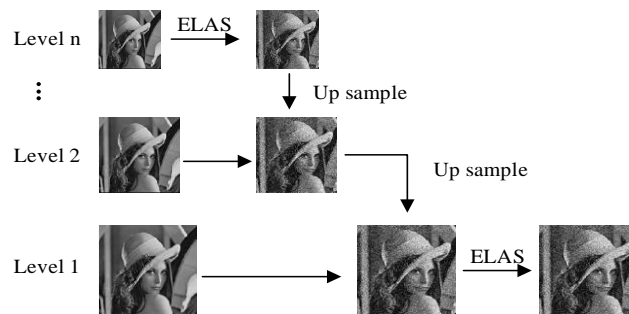 ELAS
Level n
⋮
Up sample
Level 2
Up sample
Level 1
ELAS